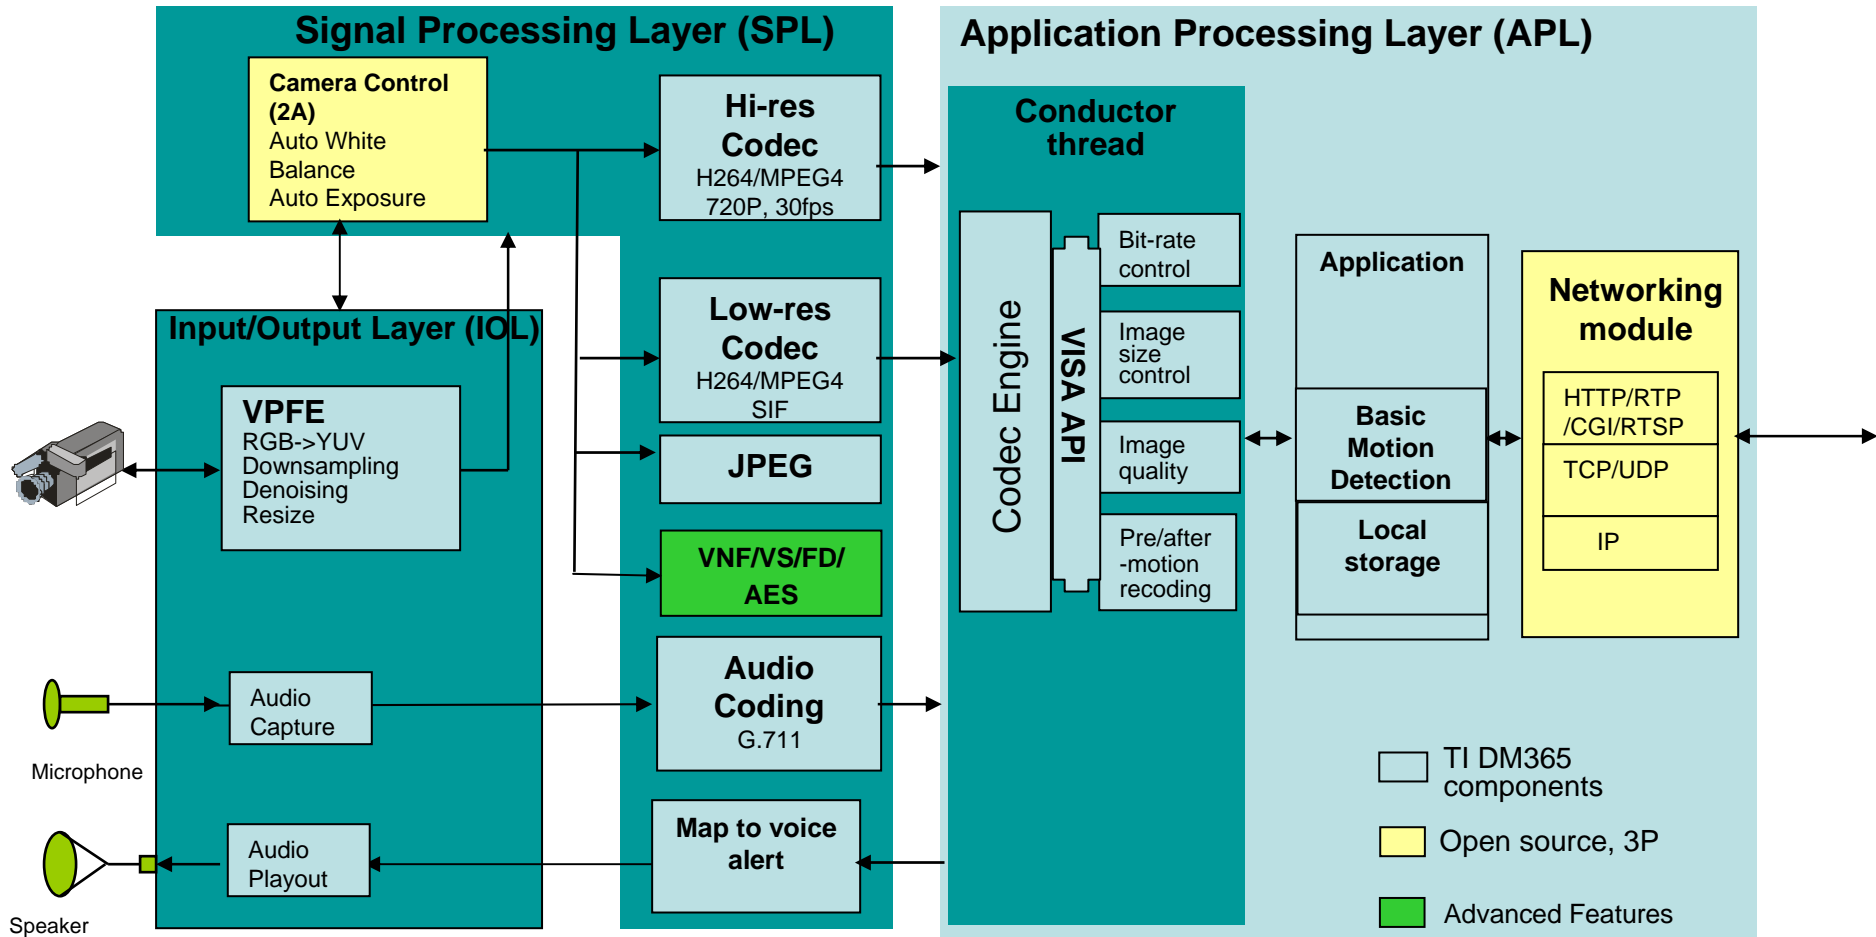 Signal Processing Layer (SPL)
Application Processing Layer (APL)
Camera Control
(2A)
Auto White
Balance
Auto Exposure
Hi-res
Codec
H264/MPEG4
720P, 30fps
Conductor
thread
Input/Output Layer (IOL)
VPFE
RGB->YUV
Downsampling
Denoising
Resize
Low-res
Codec
H264/MPEG4
SIF
JPEG
VNF/VS/FD/
AES
Codec Engine
VISA API
Bit-rate
control
Image
size
control
Image
quality
Pre/after
-motion
recoding
Application
Basic
Motion
Detection
Local
storage
Networking
module
HTTP/RTP
/CGI/RTSP
TCP/UDP
IP
Microphone
Audio
Capture
Audio
Coding
G.711
Speaker
Audio
Playout
Map to voice
alert
TI DM365
components
Open source, 3P
Advanced Features